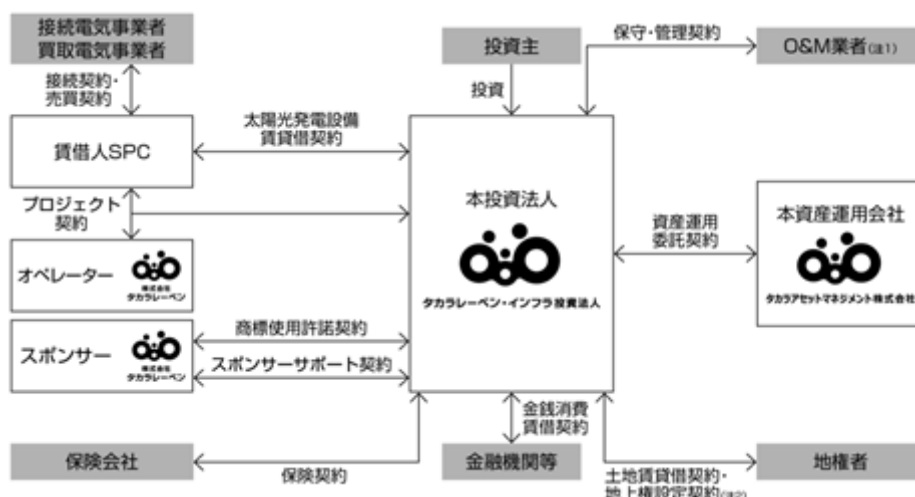 接続電気事業者
買取電気事業者
投資主
保守・管理契約
O&M業者(注1)
接続契約・
売買契約
投資
賃借人SPC
太陽光発電設備
賃貸借契約
プロジェクト
契約
本投資法人
タカラレーベン・インフラ投資法人
資産運用
委託契約
本資産運用会社
タカラアセットマネジメント株式会社
オペレーター
株式会社
タカラレーベン
スポンサー
株式会社
タカラレーベン
商標使用許諾契約
スポンサーサポート契約
保険会社
保険契約
金銭消費
貸借契約
金融機関等
土地賃貸借契約・
地上権設定契約(注2)
地権者